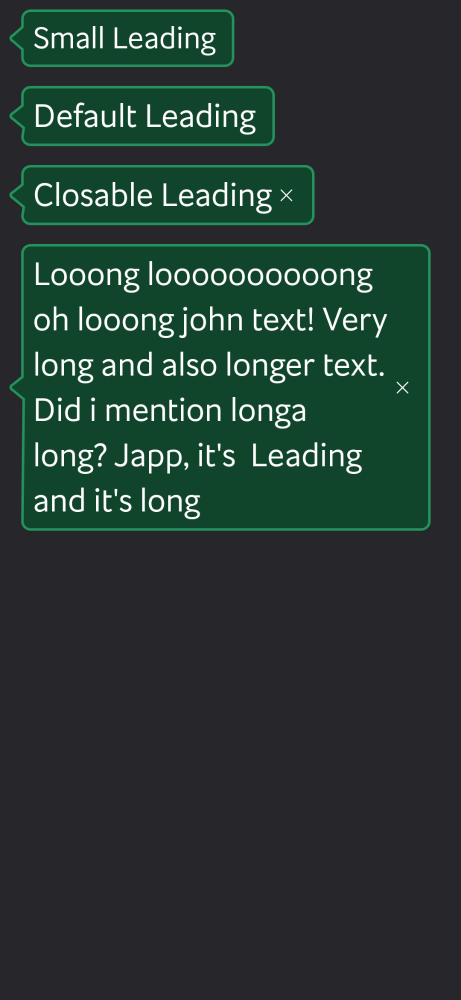 Small Leading
Default Leading
Closable Leading ×
Looong loooooooooong
oh looong john text! Very
long and also longer text.
Did i mention longa
long? Japp, it's  Leading
and it's long